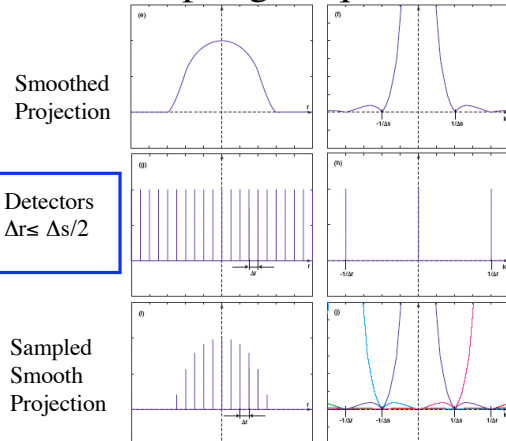 (e)
(f)
Smoothed
Projection
r
-1/Δs
1/Δs
(g)
(h)
Detectors
Δr≤ Δs/2
r
Δr
-1/Δr
1/Δr
(i)
(j)
Sampled
Smooth
Projection
r
Δr
-1/Δr
-1/Δs
1/Δs
1/Δr